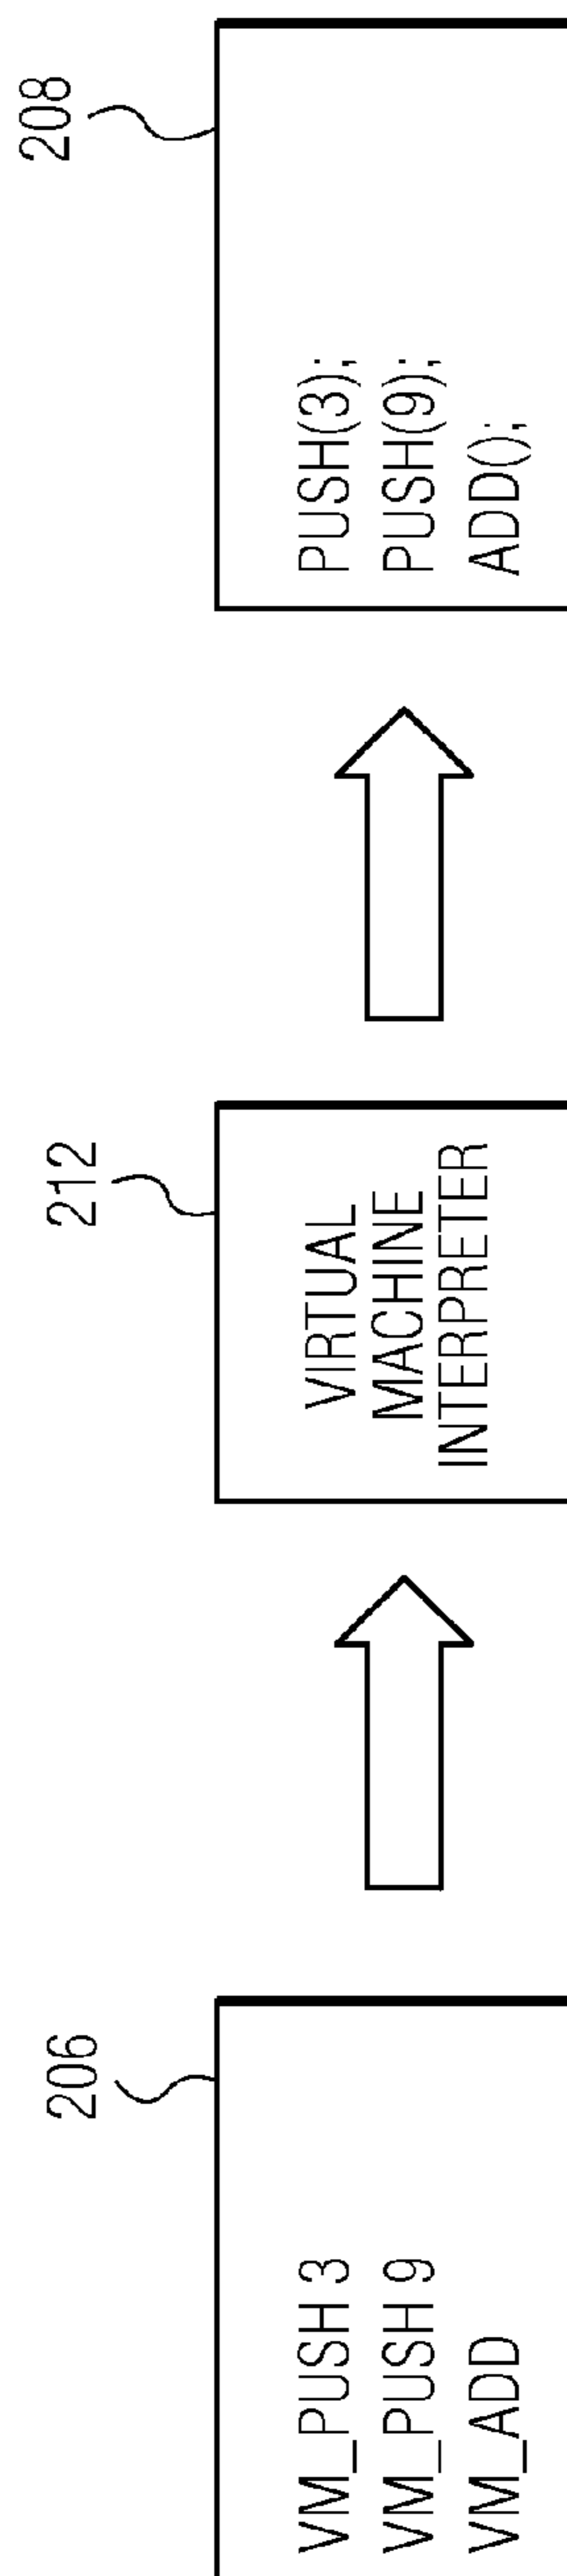 206
VM_PUSH 3
VM_PUSH 9
VM_ADD
212
VIRTUAL
MACHINE
INTERPRETER
208
PUSH(3);
PUSH(9);
ADD();